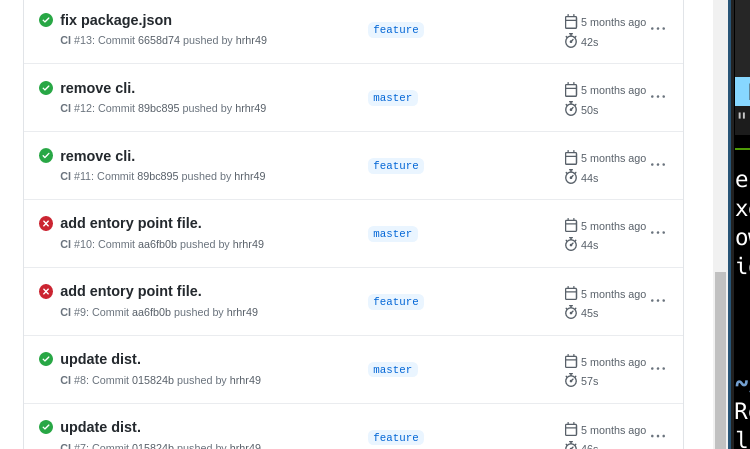 fix package.json
CI #13: Commit 6658d74 pushed by hrhr49
feature
5 months ago
42s
remove cli.
CI #12: Commit 89bc895 pushed by hrhr49
master
5 months ago
50s
remove cli.
CI #11: Commit 89bc895 pushed by hrhr49
feature
5 months ago
44s
add entory point file.
CI #10: Commit aa6fb0b pushed by hrhr49
master
5 months ago
44s
add entory point file.
CI #9: Commit aa6fb0b pushed by hrhr49
feature
5 months ago
45s
update dist.
CI #8: Commit 015824b pushed by hrhr49
master
5 months ago
57s
update dist.
CI #7: Commit 015824b pushed by hrhr49
feature
5 months ago
46s